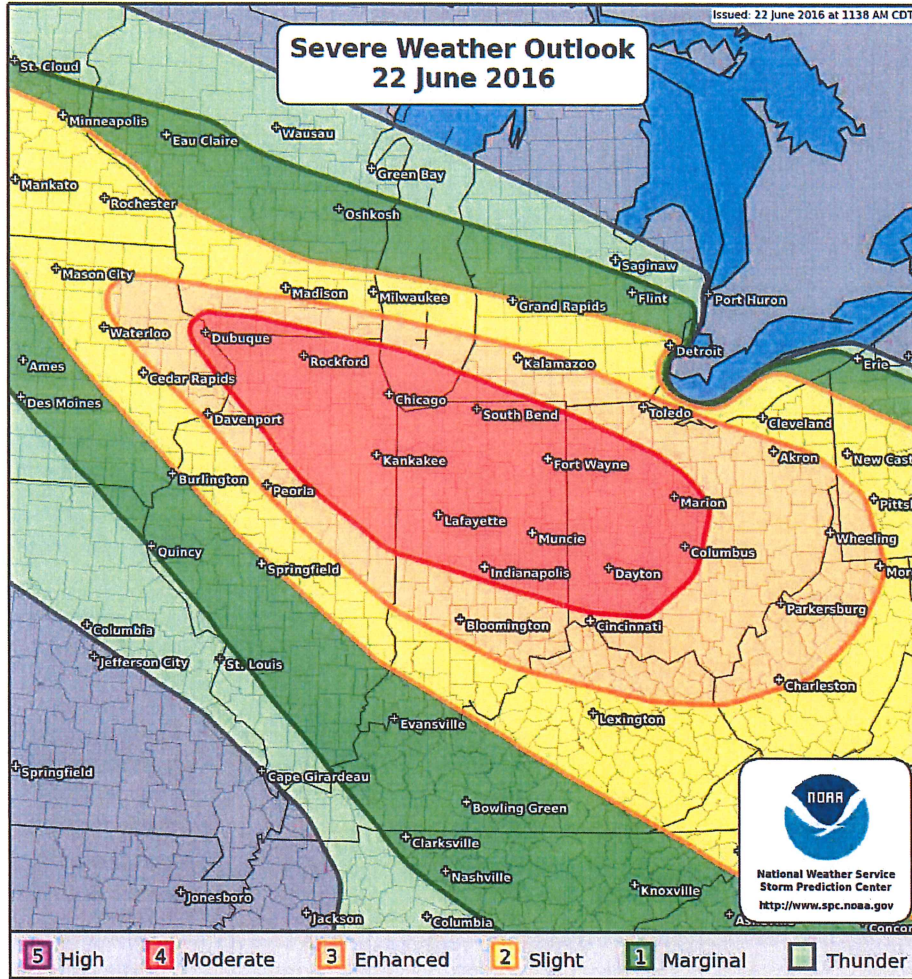 Issued: 22 June 2016 at 1138 AM CDT
Severe Weather Outlook
22 June 2016
St. Cloud
Minneapolis
Eau Claire
Wausau
Green Bay
Mankato
Rochester
Oshkosh
Saginaw
Mason City
Madison
Milwaukee
Grand Rapids
Flint
Port Huron
Waterloo
Dubuque
Rockford
Kalamazoo
Detroit
Erie
Ames
Cedar Rapids
Des Moines
Davenport
Chicago
South Bend
Toledo
Cleveland
Burlington
Peoria
Kankakee
Fort Wayne
Akron
New Cast
Marion
Pittsb
Lafayette
Muncie
Columbus
Wheeling
Quincy
Springfield
Indianapolis
Dayton
Mor
Parkersburg
Columbia
Bloomington
Cincinnati
Jefferson City
St. Louis
Charleston
Evansville
Lexington
Springfield
Cape Girardeau
Bowling Green
Clarksville
Nashville
Knoxville
Jonesboro
Jackson
Columbia
Concor
NOAA
National Weather Service
Storm Prediction Center
http://www.spc.noaa.gov
5 High 4 Moderate 3 Enhanced 2 Slight 1 Marginal Thunder